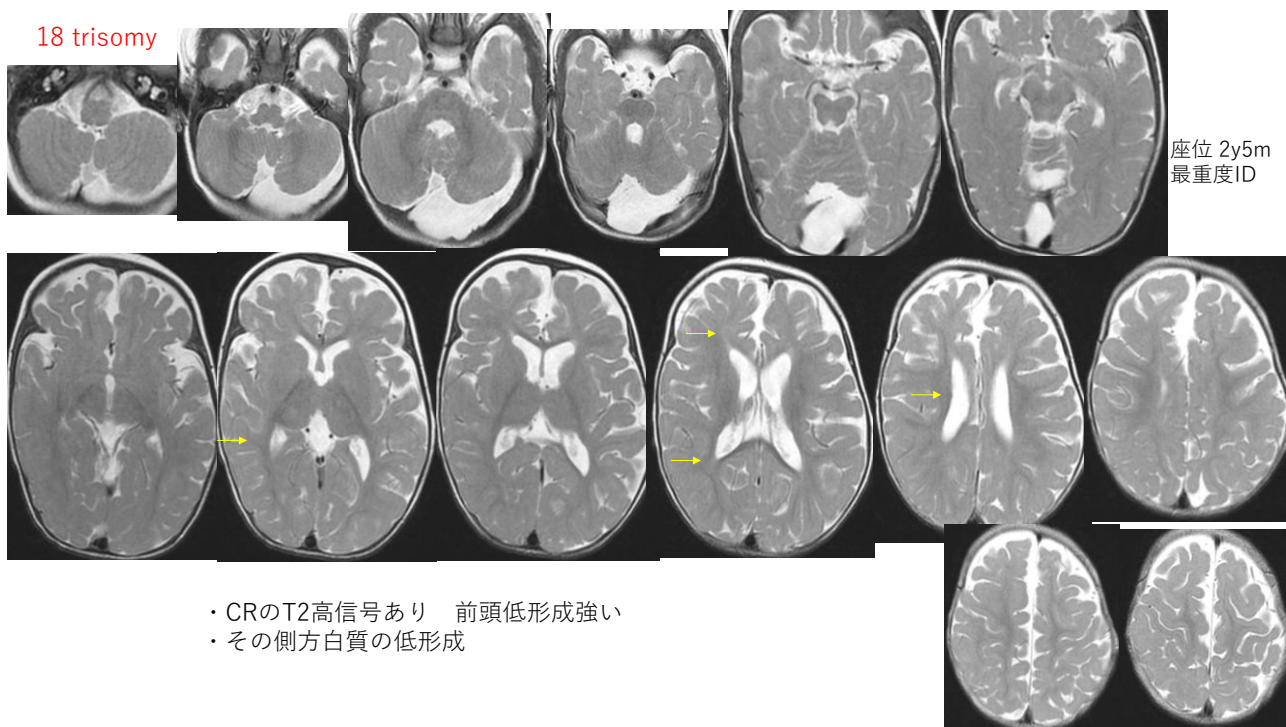 18 trisomy
座位 2y5m
最重度ID
・CRのT2高信号あり　前頭低形成強い
・その側方白質の低形成